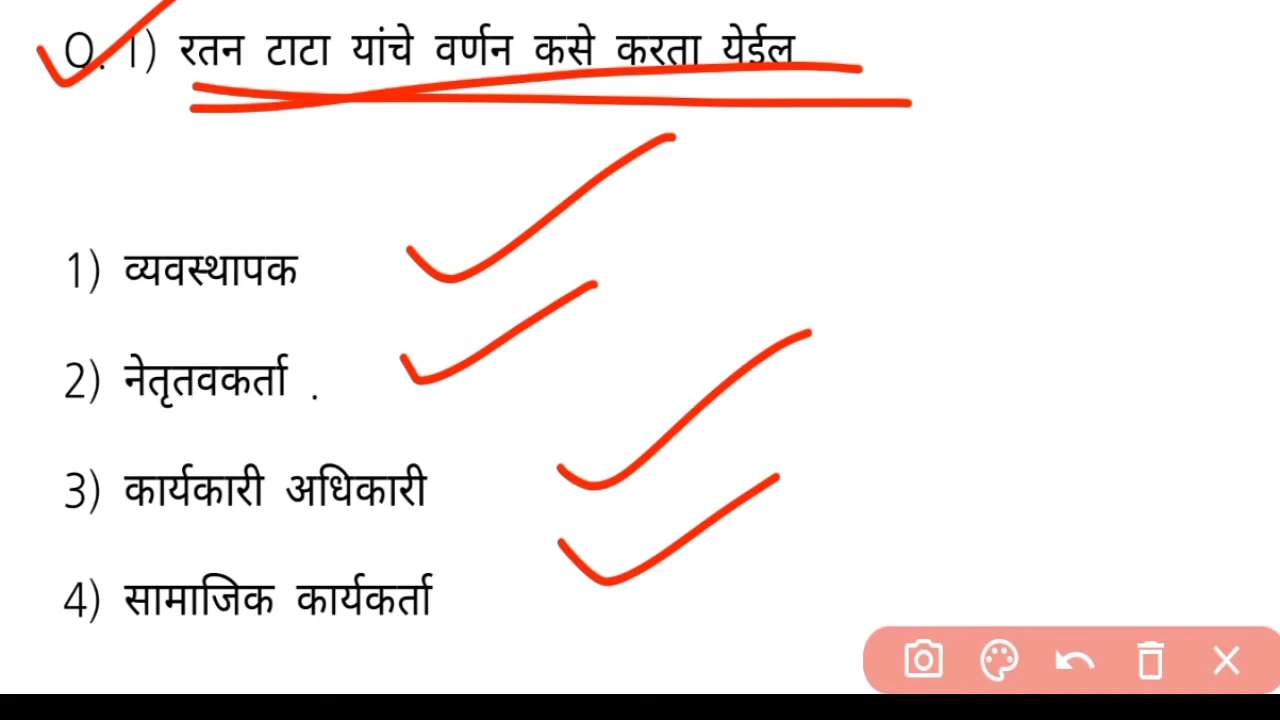 Q. 1) रतन टाटा यांचे वर्णन कसे करता येईल
1) व्यवस्थापक
2) नेतृतवकर्ता .
3) कार्यकारी अधिकारी
4) सामाजिक कार्यकर्ता